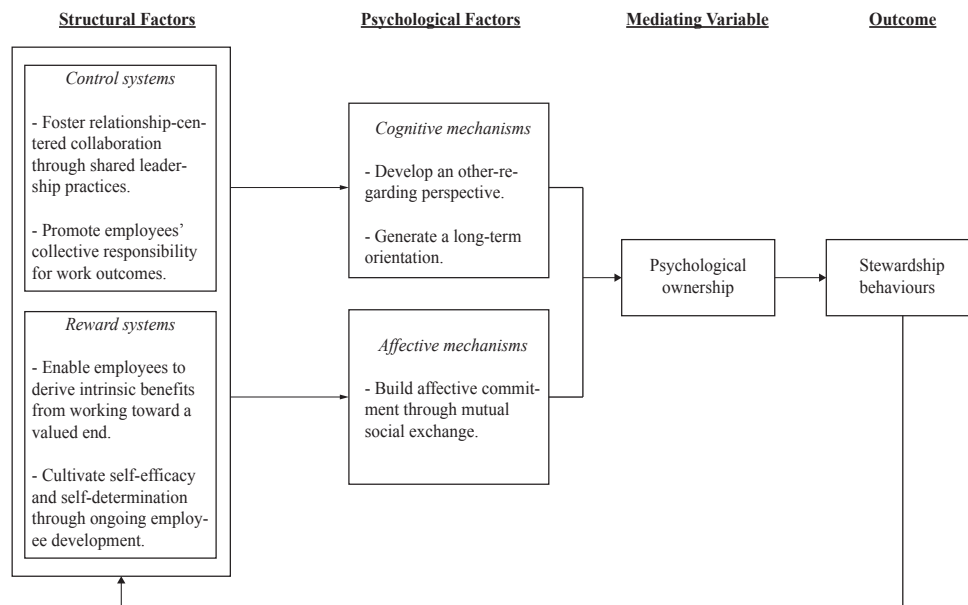 Structural Factors
Psychological Factors
Mediating Variable
Outcome
Control systems
- Foster relationship-cen-
tered collaboration
through shared leader-
ship practices.
- Promote employees’
collective responsibility
for work outcomes.
Reward systems
- Enable employees to
derive intrinsic benefits
from working toward a
valued end.
- Cultivate self-efficacy
and self-determination
through ongoing employ-
ee development.
Cognitive mechanisms
- Develop an other-re-
garding perspective.
- Generate a long-term
orientation.
Affective mechanisms
- Build affective commit-
ment through mutual
social exchange.
Psychological
ownership
Stewardship
behaviours